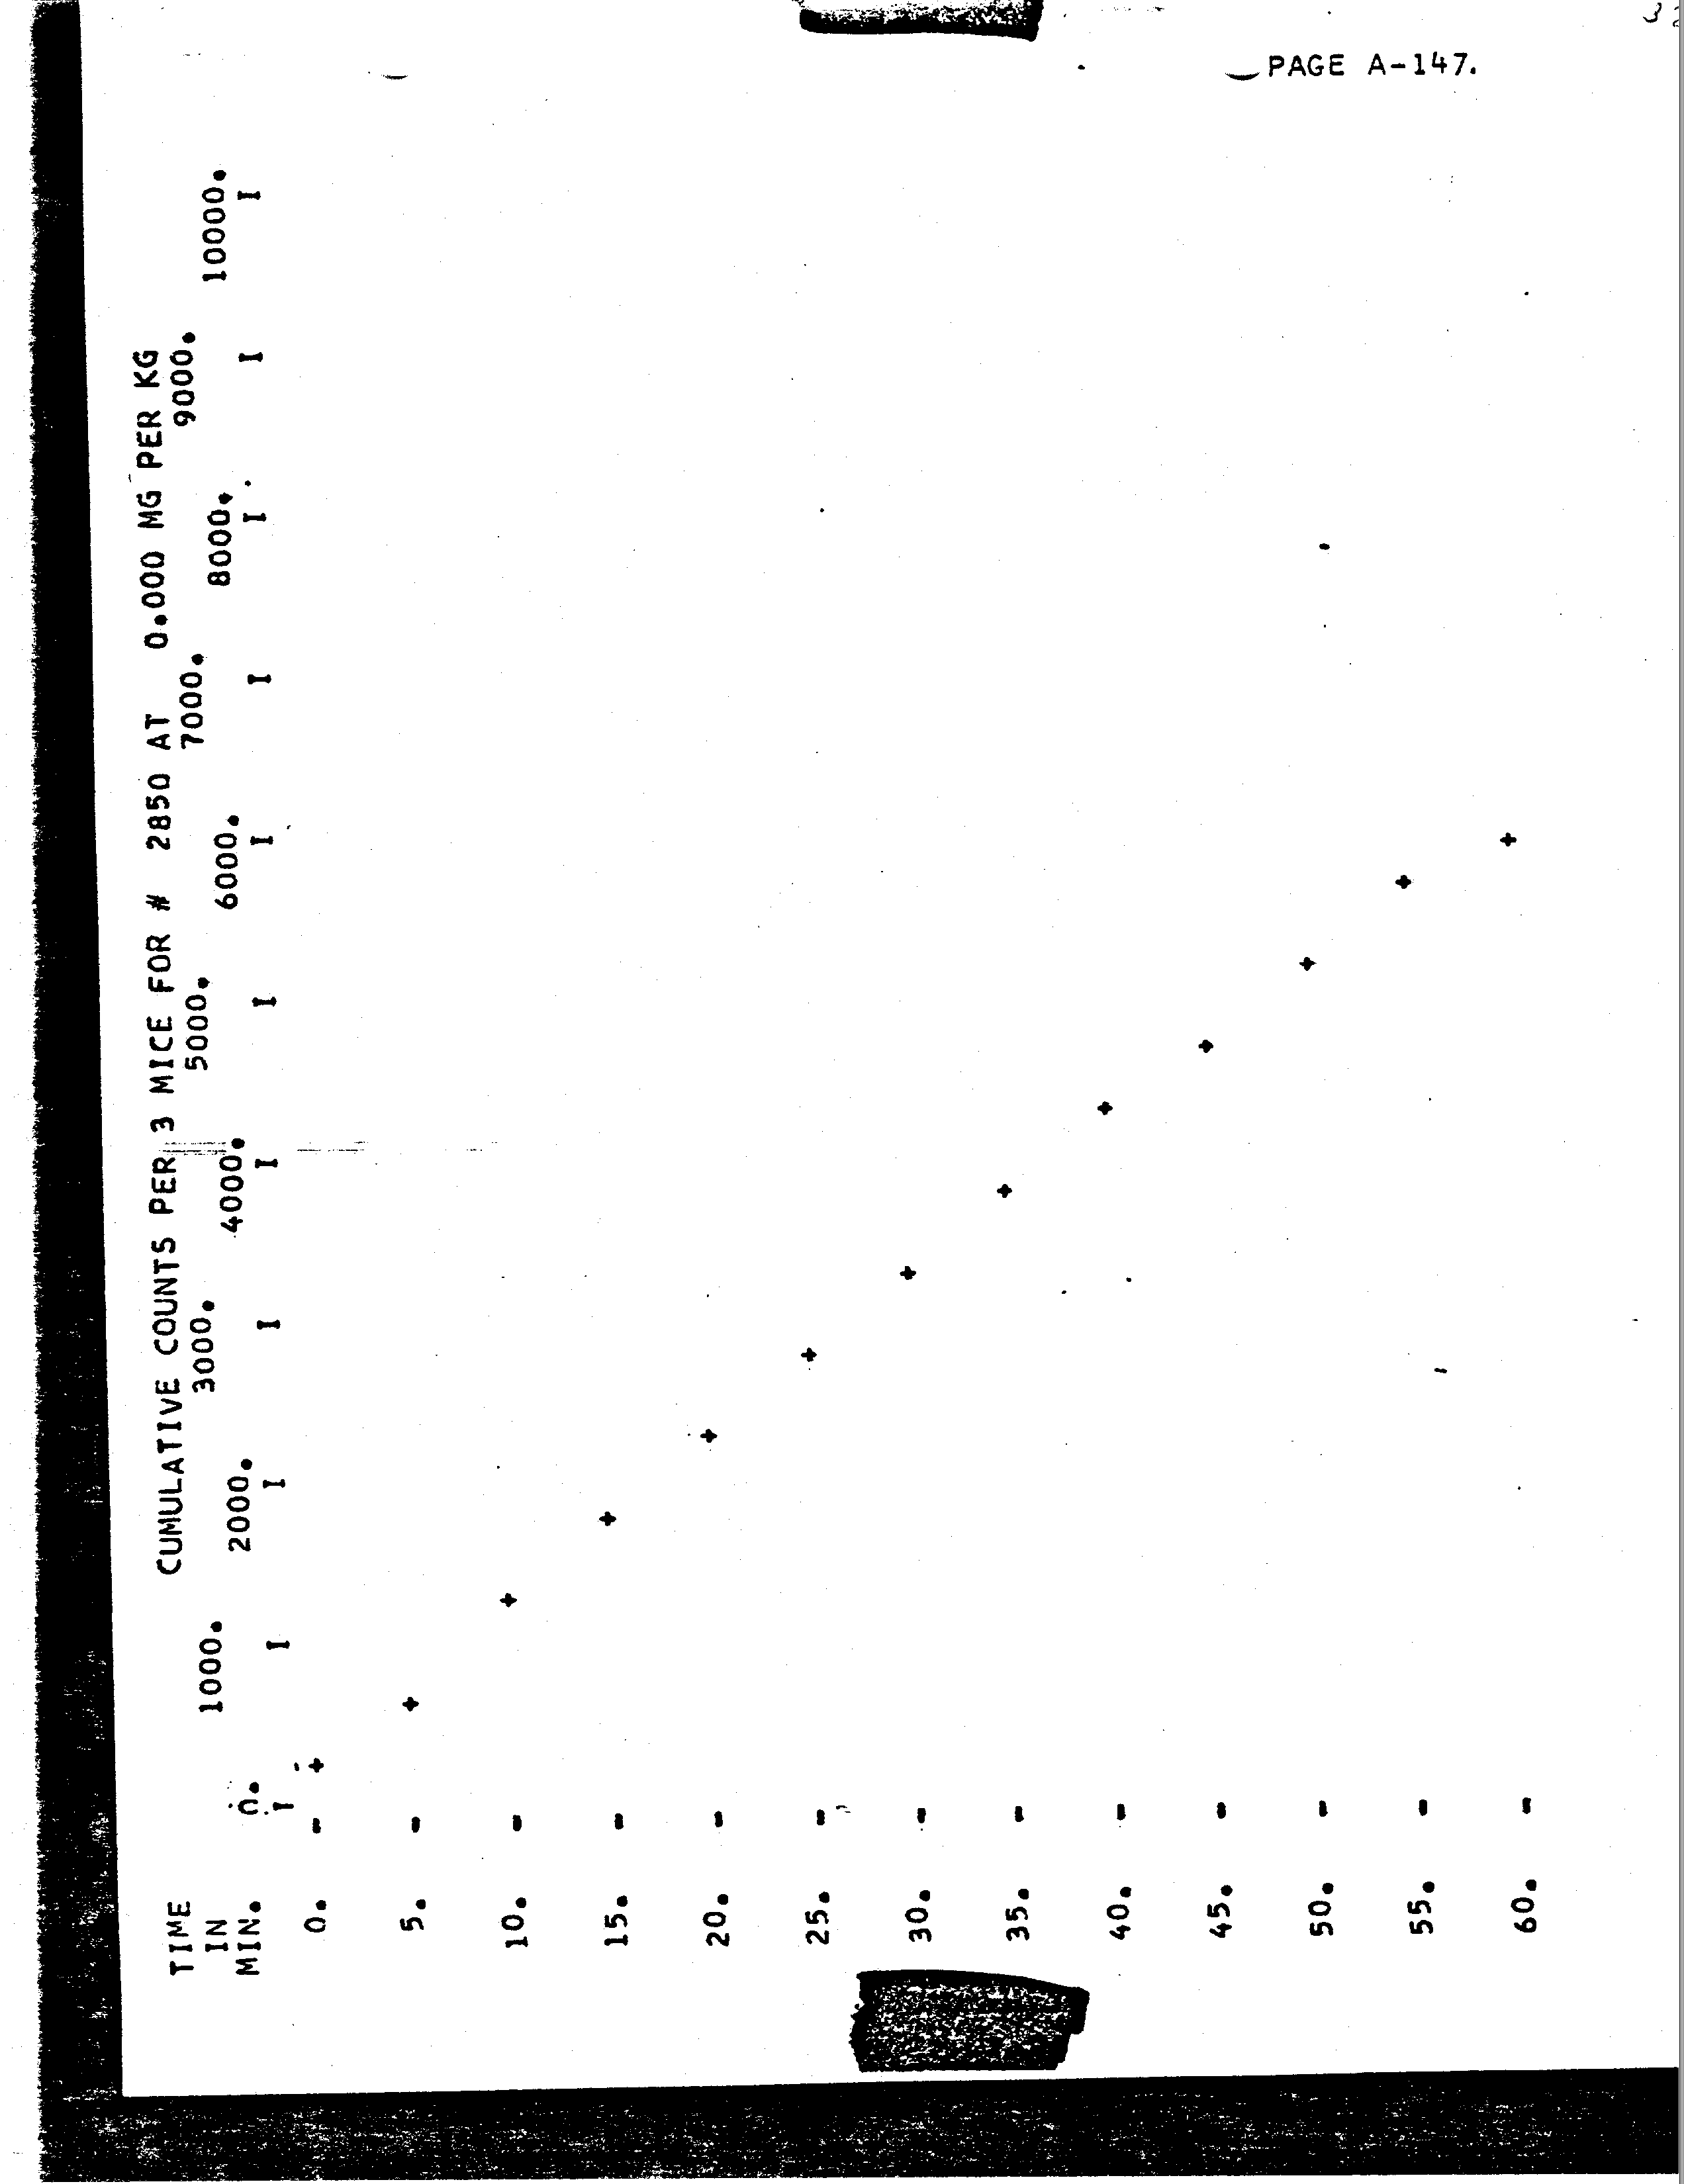 PAGE A-147.
CUMULATIVE COUNTS PER 3 MICE FOR # 2850 AT 0.000 MG PER KG
TIME 1000. 3000. 5000. 7000. 9000.
IN 0. 2000. 4000. 6000. 8000. 10000.
MIN. I I I I I I I I I I I
0. - +
5. - +
10. - +
15. - +
20. - +
25. - +
30. - +
35. - +
40. - +
45. - +
50. - +
55. - +
60. - +